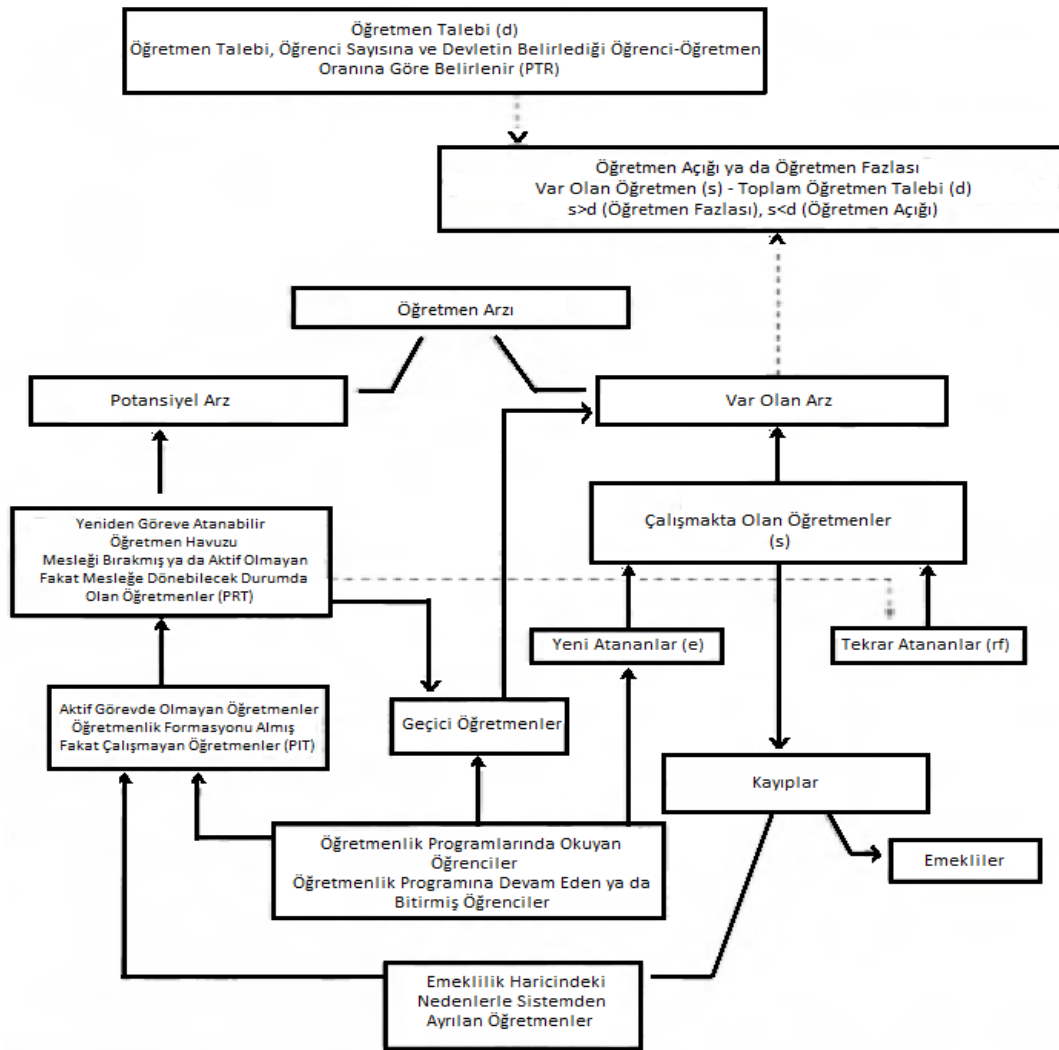 Öğretmen Talebi (d)
Öğretmen Talebi, Öğrenci Sayısına ve Devletin Belirlediği Öğrenci-Öğretmen
Oranına Göre Belirlenir (PTR)
Öğretmen Açığı ya da Öğretmen Fazlası
Var Olan Öğretmen (s) - Toplam Öğretmen Talebi (d)
s>d (Öğretmen Fazlası), s<d (Öğretmen Açığı)
Öğretmen Arzı
Potansiyel Arz
Var Olan Arz
Yeniden Göreve Atanabilir
Öğretmen Havuzu
Mesleği Bırakmış ya da Aktif Olmayan
Fakat Mesleğe Dönebilecek Durumda
Olan Öğretmenler (PRT)
Çalışmakta Olan Öğretmenler
(s)
Yeni Atananlar (e)
Tekrar Atananlar (rf)
Aktif Görevde Olmayan Öğretmenler
Öğretmenlik Formasyonu Almış
Fakat Çalışmayan Öğretmenler (PIT)
Geçici Öğretmenler
Kayıplar
Öğretmenlik Programlarında Okuyan
Öğrenciler
Öğretmenlik Programına Devam Eden ya da
Bitirmiş Öğrenciler
Emekliler
Emeklilik Haricindeki
Nedenlerle Sistemden
Ayrılan Öğretmenler